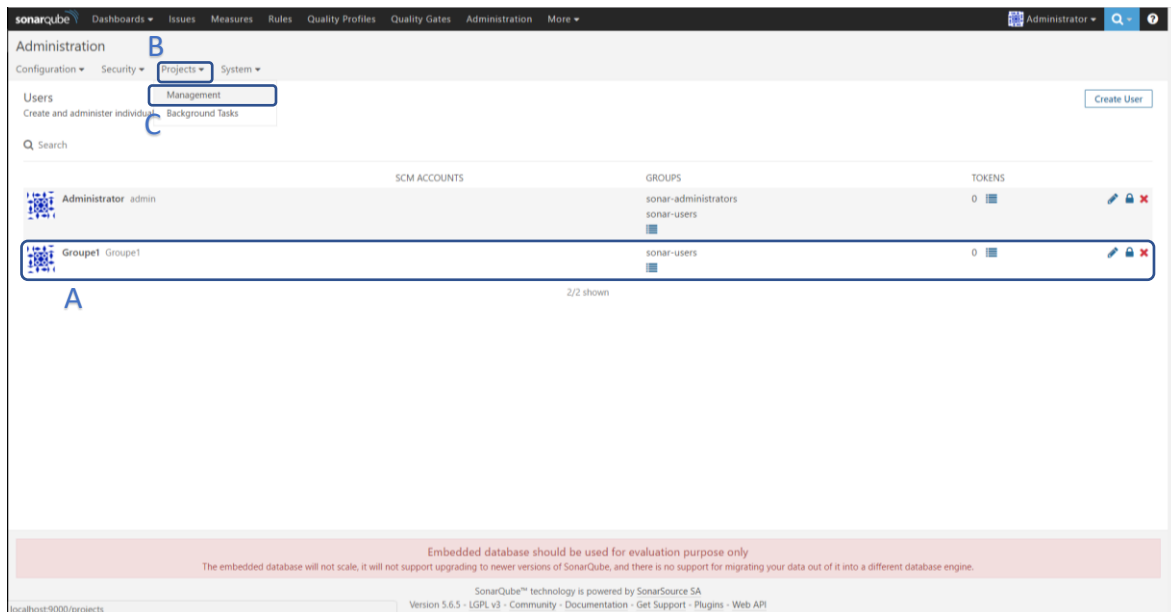 sonarqube Dashboards Issues Measures Rules Quality Profiles Quality Gates Administration More Administrator
Administration
B
Configuration Security Projects System
Users
Management
Create User
Create and administer individual
Background Tasks
C
Search
SCM ACCOUNTS GROUPS TOKENS
Administrator admin sonar-administrators 0
sonar-users
Groupe1 Groupe1 sonar-users 0
A
2/2 shown
Embedded database should be used for evaluation purpose only
The embedded database will not scale, it will not support upgrading to newer versions of SonarQube, and there is no support for migrating your data out of it into a different database engine.
SonarQube™ technology is powered by SonarSource SA
Version 5.6.5 - LGPL v3 - Community - Documentation - Get Support - Plugins - Web API
localhost:9000/projects